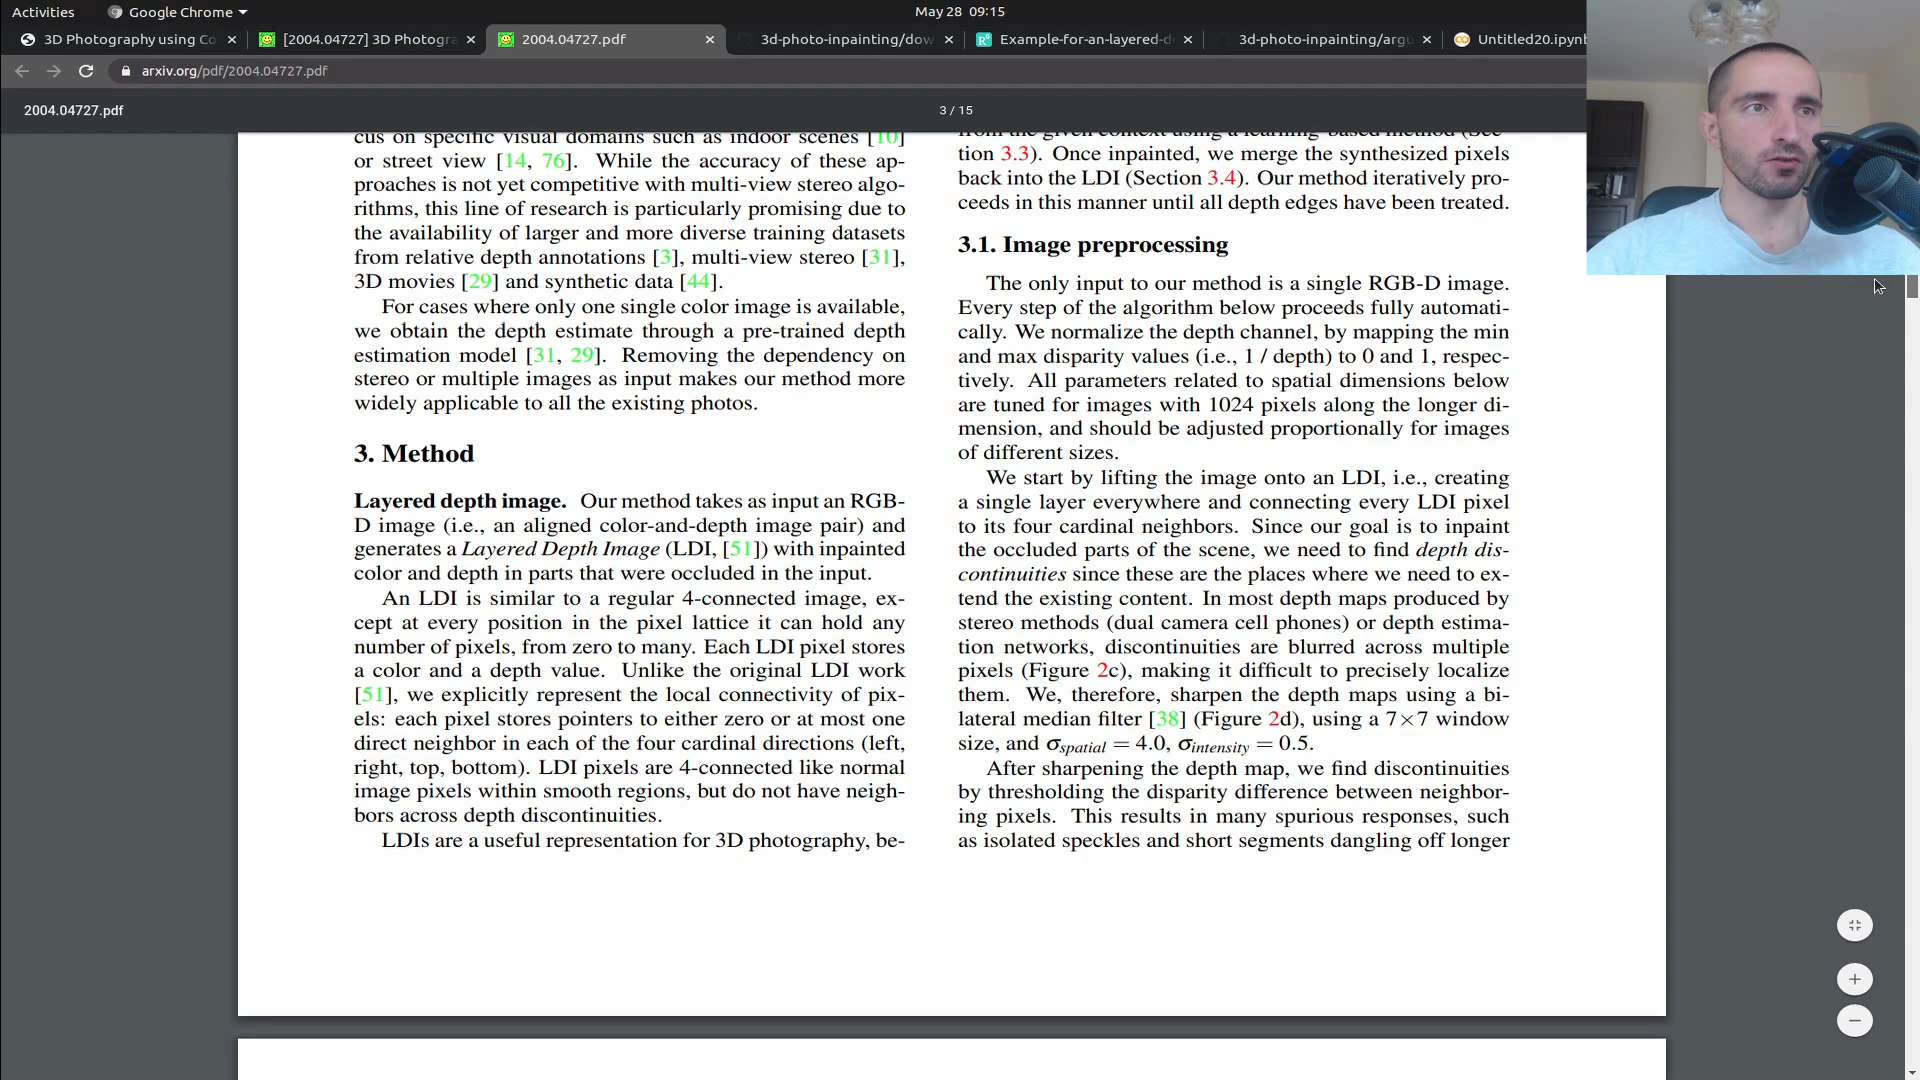 Activities
Google Chrome
May 28 09:15
3D Photography using Co
[2004.04727] 3D Photogra
2004.04727.pdf
3d-photo-inpainting/dow
Example-for-an-layered-d
3d-photo-inpainting/argu
Untitled20.ipynb
arxiv.org/pdf/2004.04727.pdf
2004.04727.pdf
3 / 15
cus on specific visual domains such as indoor scenes [10]
or street view [14, 76]. While the accuracy of these ap-
proaches is not yet competitive with multi-view stereo algo-
rithms, this line of research is particularly promising due to
the availability of larger and more diverse training datasets
from relative depth annotations [3], multi-view stereo [31],
3D movies [29] and synthetic data [44].
For cases where only one single color image is available,
we obtain the depth estimate through a pre-trained depth
estimation model [31, 29]. Removing the dependency on
stereo or multiple images as input makes our method more
widely applicable to all the existing photos.
3. Method
Layered depth image. Our method takes as input an RGB-
D image (i.e., an aligned color-and-depth image pair) and
generates a Layered Depth Image (LDI, [51]) with inpainted
color and depth in parts that were occluded in the input.
An LDI is similar to a regular 4-connected image, ex-
cept at every position in the pixel lattice it can hold any
number of pixels, from zero to many. Each LDI pixel stores
a color and a depth value. Unlike the original LDI work
[51], we explicitly represent the local connectivity of pix-
els: each pixel stores pointers to either zero or at most one
direct neighbor in each of the four cardinal directions (left,
right, top, bottom). LDI pixels are 4-connected like normal
image pixels within smooth regions, but do not have neigh-
bors across depth discontinuities.
LDIs are a useful representation for 3D photography, be-
from the given context using a learning-based method (Sec-
tion 3.3). Once inpainted, we merge the synthesized pixels
back into the LDI (Section 3.4). Our method iteratively pro-
ceeds in this manner until all depth edges have been treated.
3.1. Image preprocessing
The only input to our method is a single RGB-D image.
Every step of the algorithm below proceeds fully automati-
cally. We normalize the depth channel, by mapping the min
and max disparity values (i.e., 1 / depth) to 0 and 1, respec-
tively. All parameters related to spatial dimensions below
are tuned for images with 1024 pixels along the longer di-
mension, and should be adjusted proportionally for images
of different sizes.
We start by lifting the image onto an LDI, i.e., creating
a single layer everywhere and connecting every LDI pixel
to its four cardinal neighbors. Since our goal is to inpaint
the occluded parts of the scene, we need to find depth dis-
continuities since these are the places where we need to ex-
tend the existing content. In most depth maps produced by
stereo methods (dual camera cell phones) or depth estima-
tion networks, discontinuities are blurred across multiple
pixels (Figure 2c), making it difficult to precisely localize
them. We, therefore, sharpen the depth maps using a bi-
lateral median filter [38] (Figure 2d), using a 7×7 window
size, and σspatial = 4.0, σintensity = 0.5.
After sharpening the depth map, we find discontinuities
by thresholding the disparity difference between neighbor-
ing pixels. This results in many spurious responses, such
as isolated speckles and short segments dangling off longer